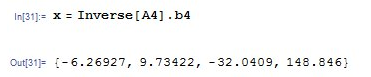 In[31]:= x = Inverse[A4].b4
Out[31]= {-6.26927, 9.73422, -32.0409, 148.846}